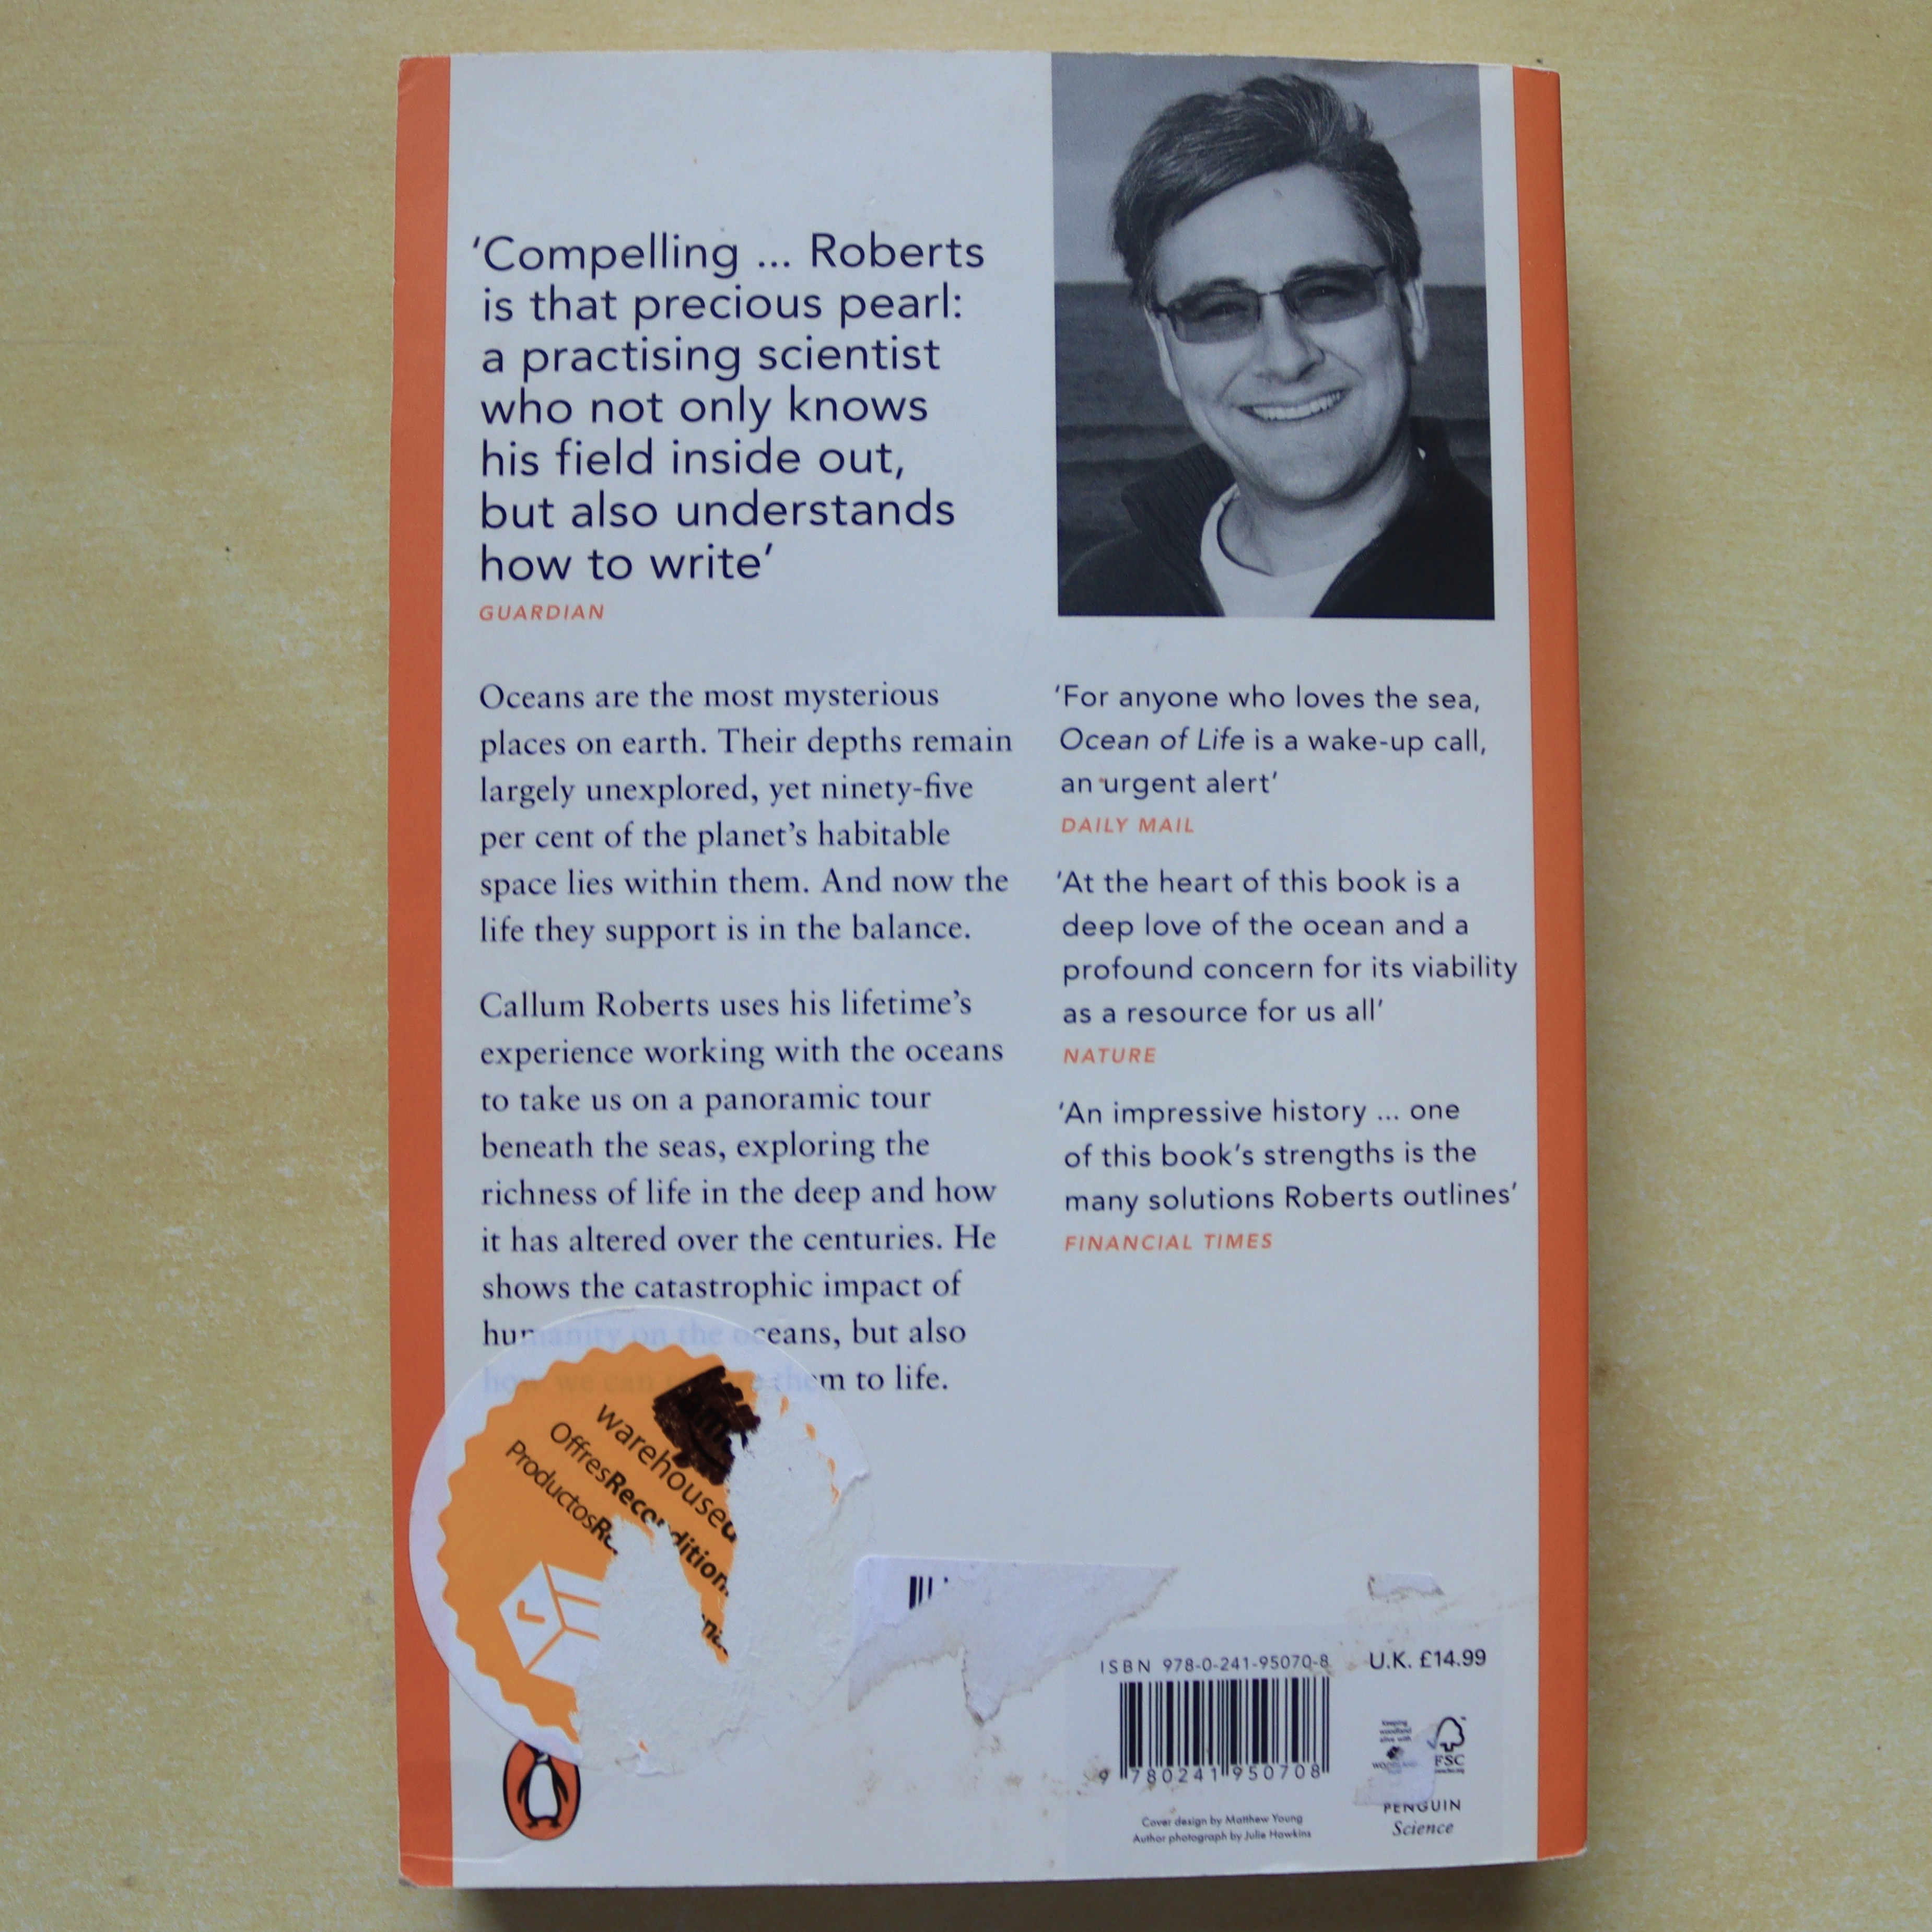 ‘Compelling ... Roberts
is that precious pearl:
a practising scientist
who not only knows
his field inside out,
but also understands
how to write’
GUARDIAN
Oceans are the most mysterious
places on earth. Their depths remain
largely unexplored, yet ninety-five
per cent of the planet’s habitable
space lies within them. And now the
life they support is in the balance.
Callum Roberts uses his lifetime’s
experience working with the oceans
to take us on a panoramic tour
beneath the seas, exploring the
richness of life in the deep and how
it has altered over the centuries. He
shows the catastrophic impact of
humanity on the oceans, but also
how we can them to life.
‘For anyone who loves the sea,
Ocean of Life is a wake-up call,
an urgent alert’
DAILY MAIL
‘At the heart of this book is a
deep love of the ocean and a
profound concern for its viability
as a resource for us all’
NATURE
‘An impressive history ... one
of this book’s strengths is the
many solutions Roberts outlines’
FINANCIAL TIMES
warehouse
Offres
Productos
ISBN 978-0-241-95070-8
U.K. £14.99
9 780241 950708
FSC
PENGUIN
Science
Cover design by Matthew Young
Author photograph by Julie Hawkins